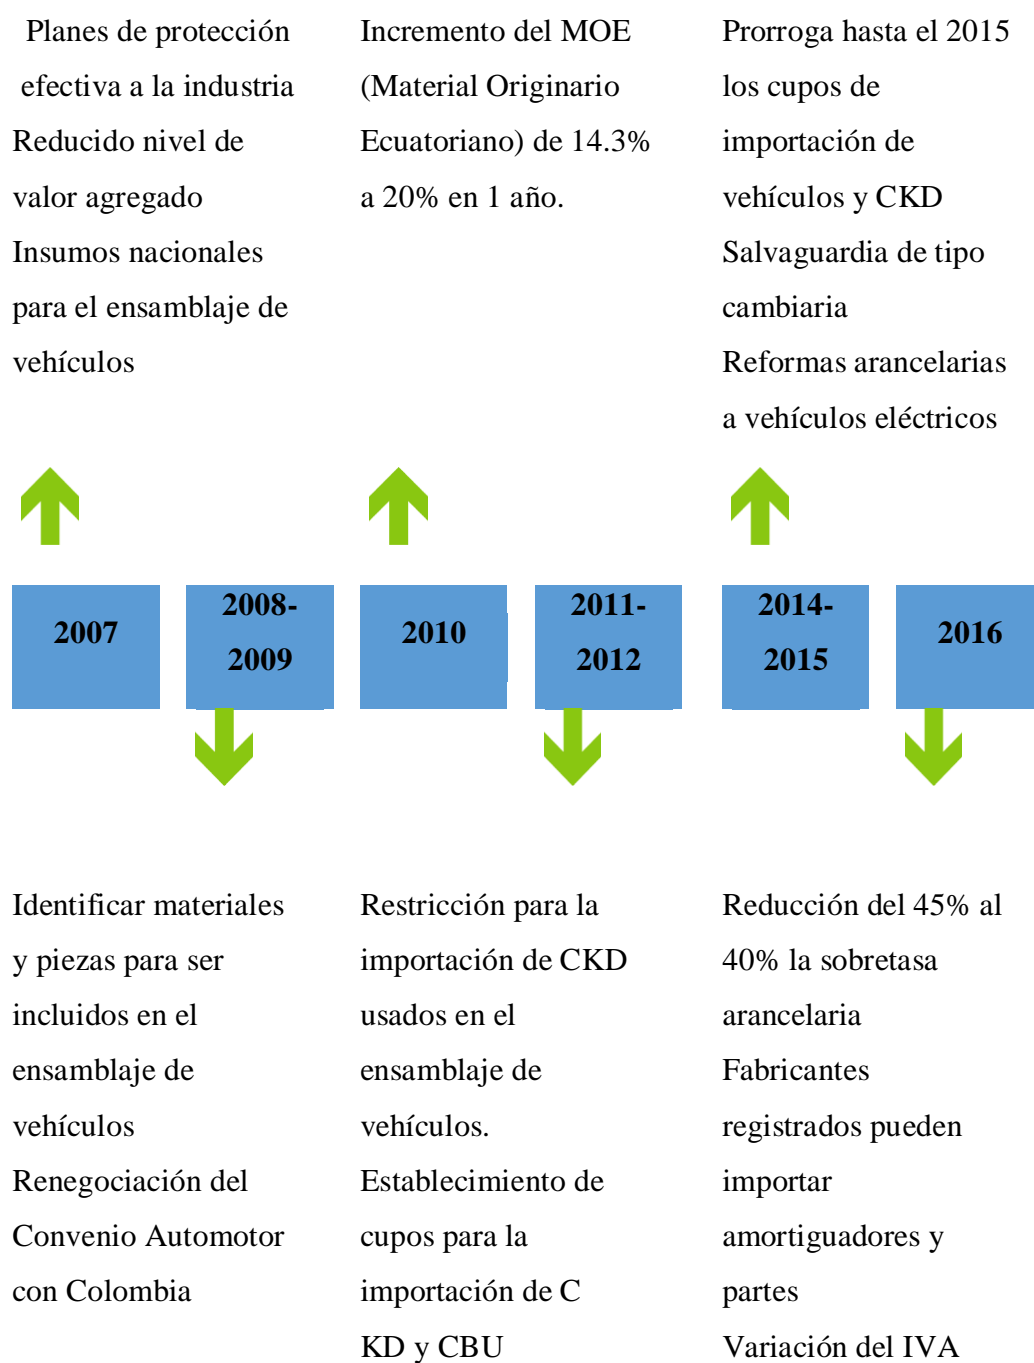 Planes de protección
efectiva a la industria
Reducido nivel de
valor agregado
Insumos nacionales
para el ensamblaje de
vehículos
Incremento del MOE
(Material Originario
Ecuatoriano) de 14.3%
a 20% en 1 año.
Prorroga hasta el 2015
los cupos de
importación de
vehículos y CKD
Salvaguardia de tipo
cambiaria
Reformas arancelarias
a vehículos eléctricos
2007
2008-
2009
2010
2011-
2012
2014-
2015
2016
Identificar materiales
y piezas para ser
incluidos en el
ensamblaje de
vehículos
Renegociación del
Convenio Automotor
con Colombia
Restricción para la
importación de CKD
usados en el
ensamblaje de
vehículos.
Establecimiento de
cupos para la
importación de C
KD y CBU
Reducción del 45% al
40% la sobretasa
arancelaria
Fabricantes
registrados pueden
importar
amortiguadores y
partes
Variación del IVA